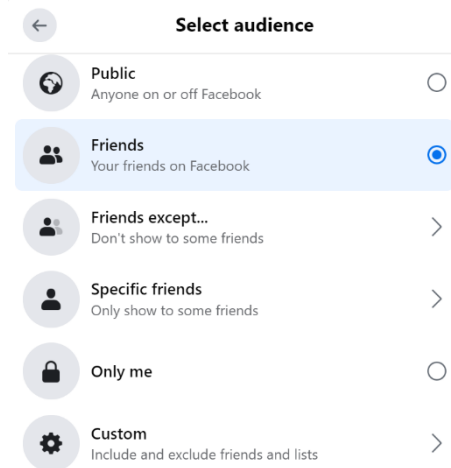 Select audience
Public
Anyone on or off Facebook
Friends
Your friends on Facebook
Friends except...
Don't show to some friends
Specific friends
Only show to some friends
Only me
Custom
Include and exclude friends and lists